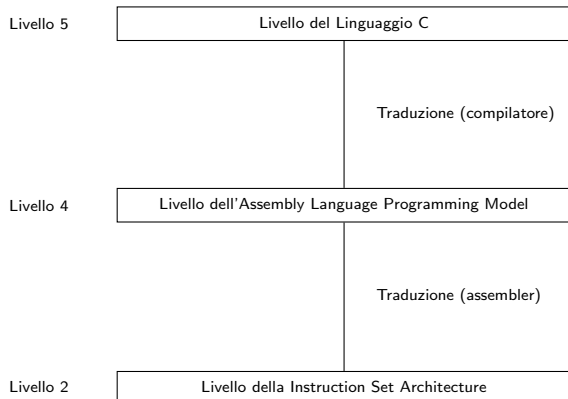 Livello 5 Livello del Linguaggio C
Traduzione (compilatore)
Livello 4 Livello dell'Assembly Language Programming Model
Traduzione (assembler)
Livello 2 Livello della Instruction Set Architecture